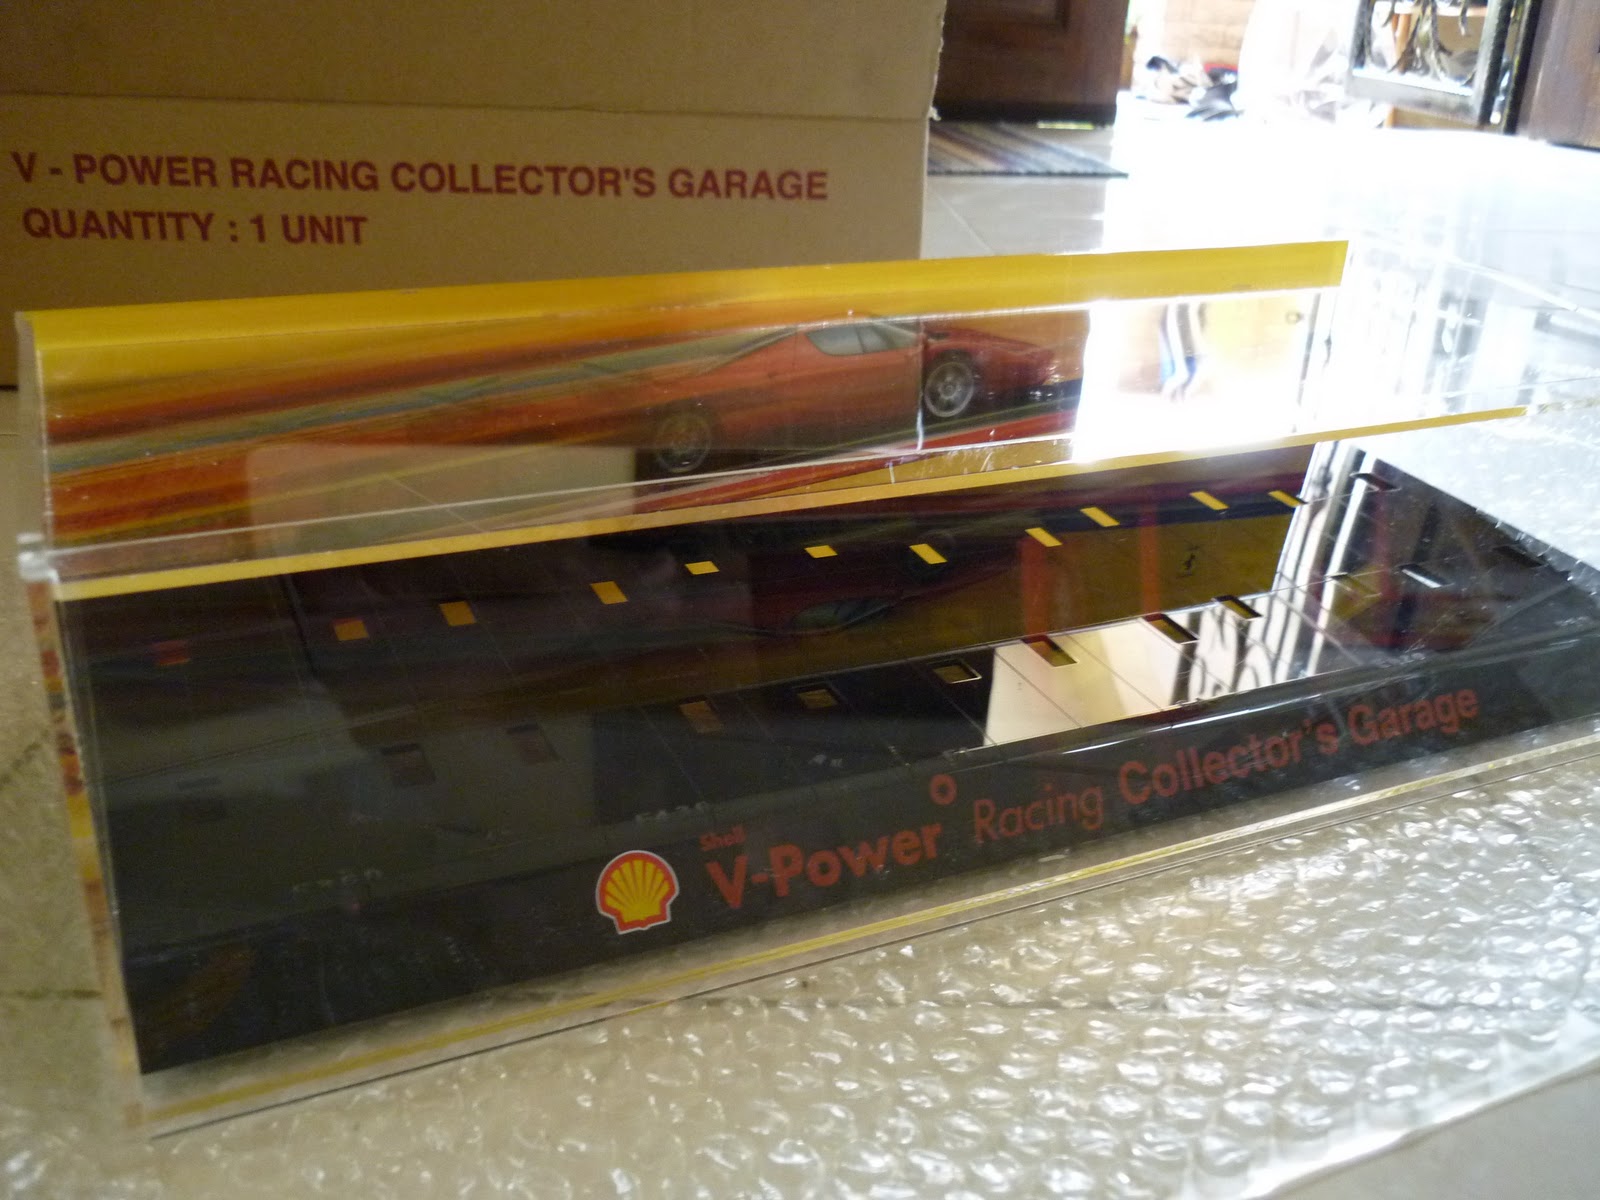 V - POWER RACING COLLECTOR'S GARAGE
QUANTITY : 1 UNIT
Shell
V-Power Racing Collector's Garage